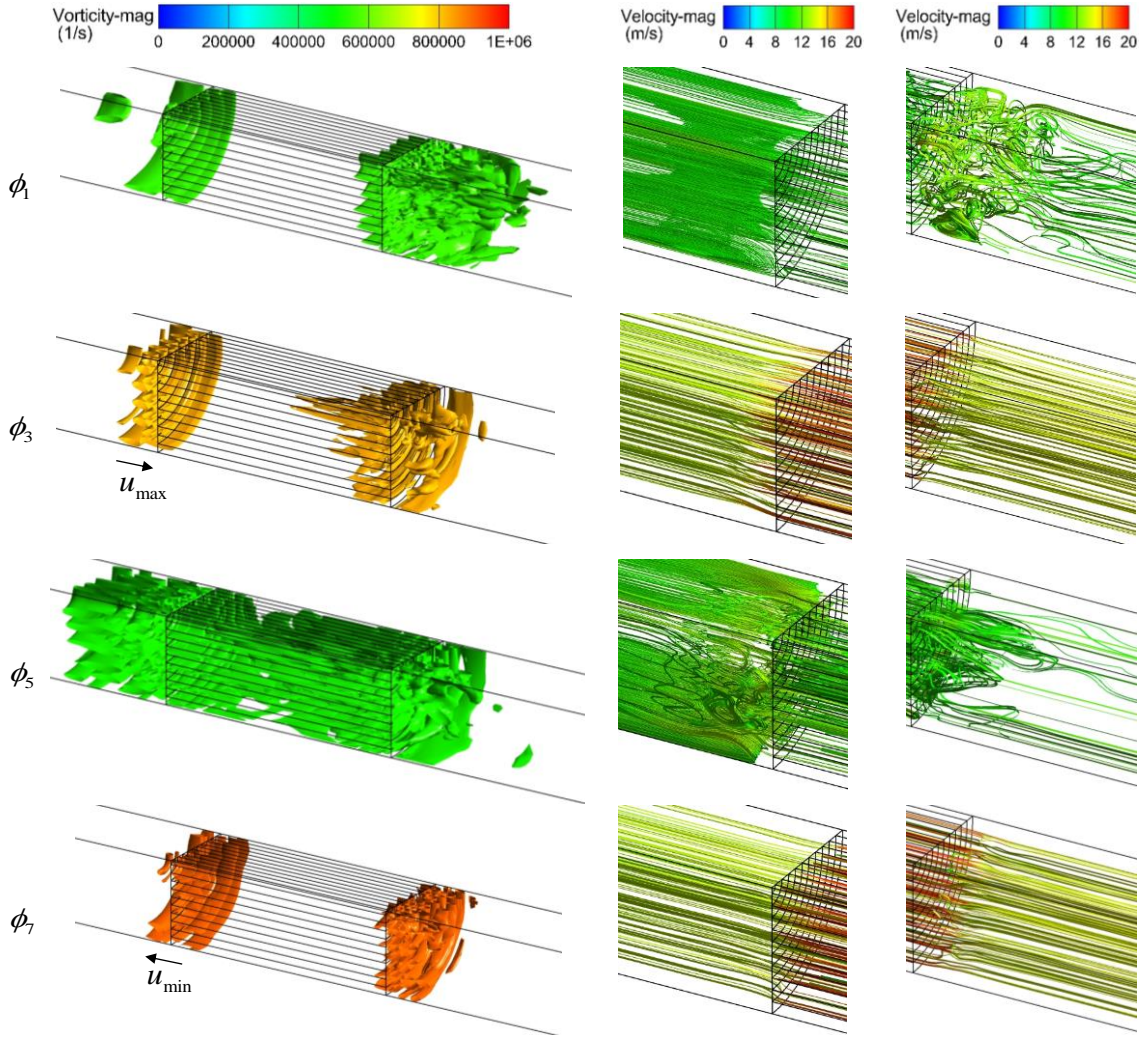 Vorticity-mag
(1/s)
0 200000 400000 600000 800000 1E+06
Velocity-mag
(m/s)
0 4 8 12 16 20
Velocity-mag
(m/s)
0 4 8 12 16 20
ϕ1
ϕ3
umax
ϕ5
ϕ7
umin